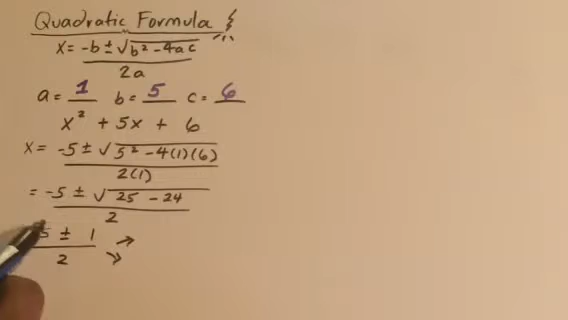 Quadratic Formula
x = -b ± √b² - 4ac / 2a
a = 1 b = 5 c = 6
x² + 5x + 6
x = -5 ± √5² - 4(1)(6) / 2(1)
= -5 ± √25 - 24 / 2
5 ± 1 / 2